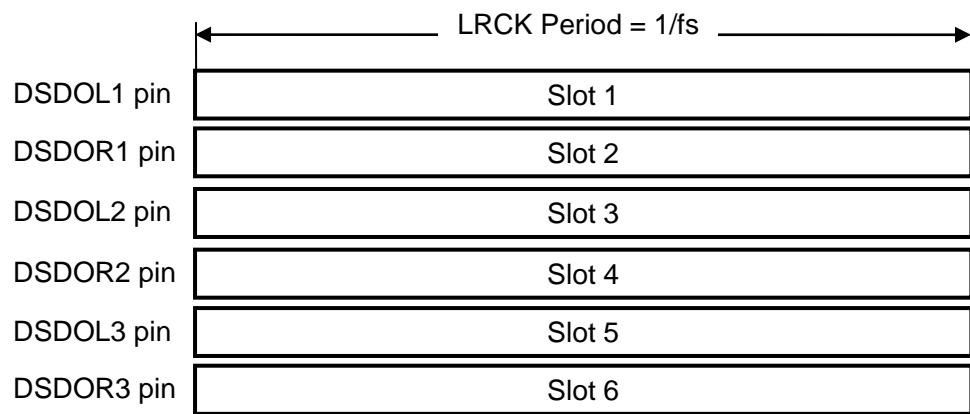 LRCK Period = 1/fs
DSDOL1 pin Slot 1
DSDOR1 pin Slot 2
DSDOL2 pin Slot 3
DSDOR2 pin Slot 4
DSDOL3 pin Slot 5
DSDOR3 pin Slot 6